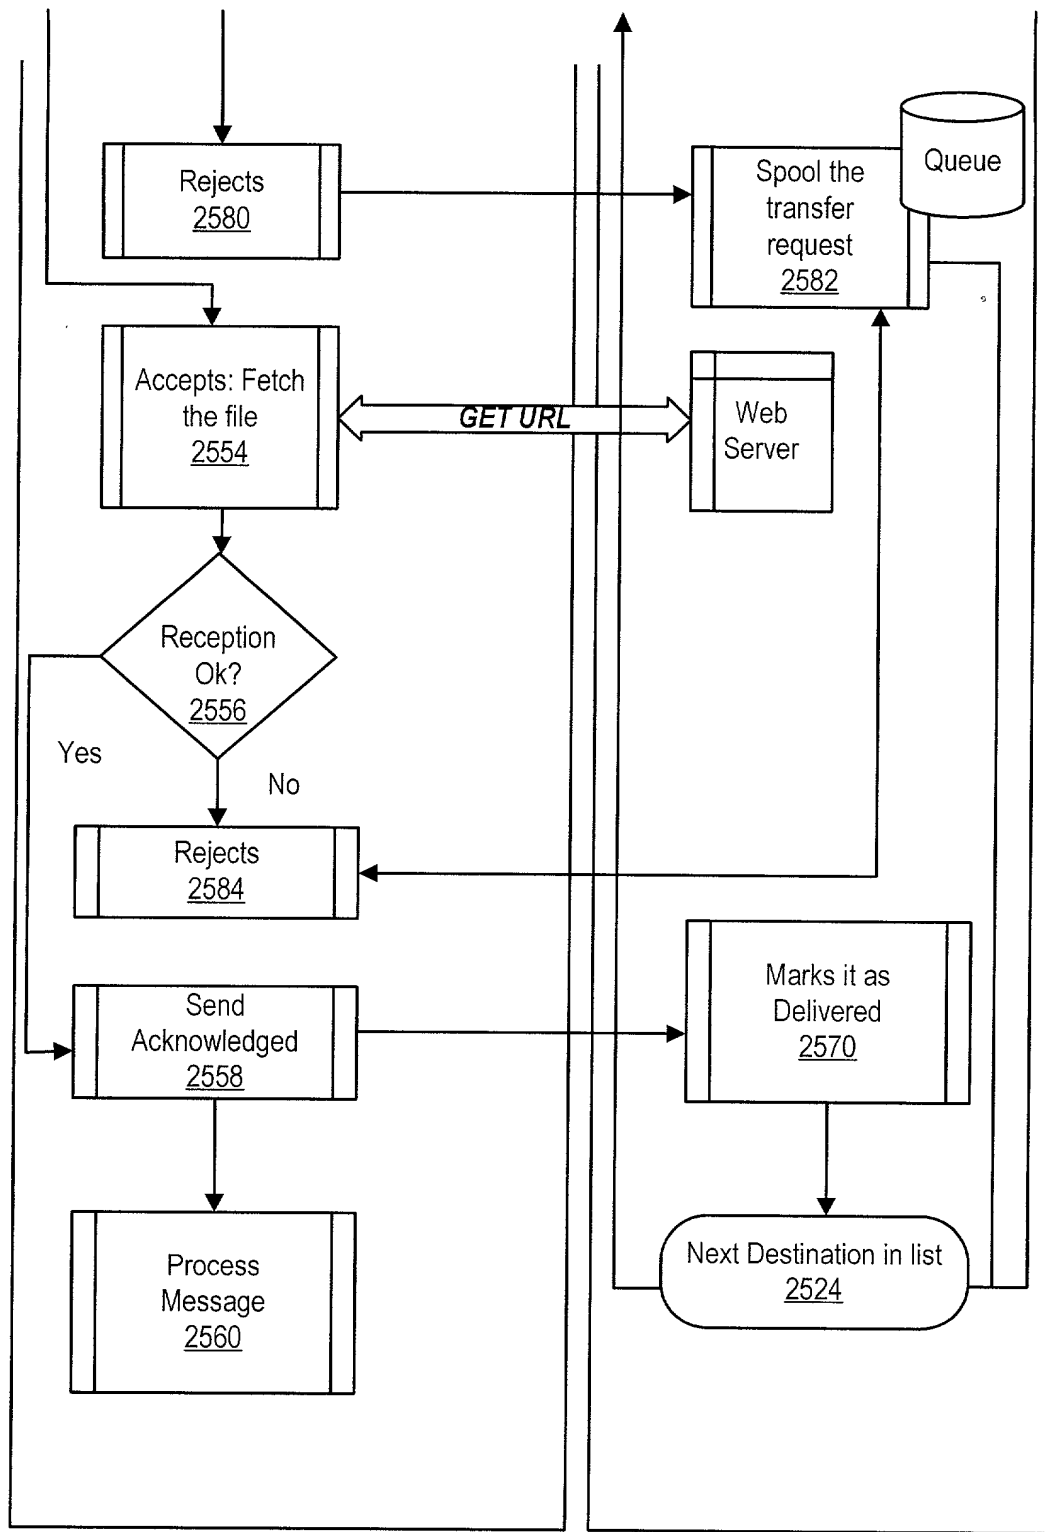 Rejects
2580
Spool the
transfer
request
2582
Queue
Accepts: Fetch
the file
2554
GET URL
Web
Server
Reception
Ok?
2556
Yes
No
Rejects
2584
Send
Acknowledged
2558
Marks it as
Delivered
2570
Process
Message
2560
Next Destination in list
2524